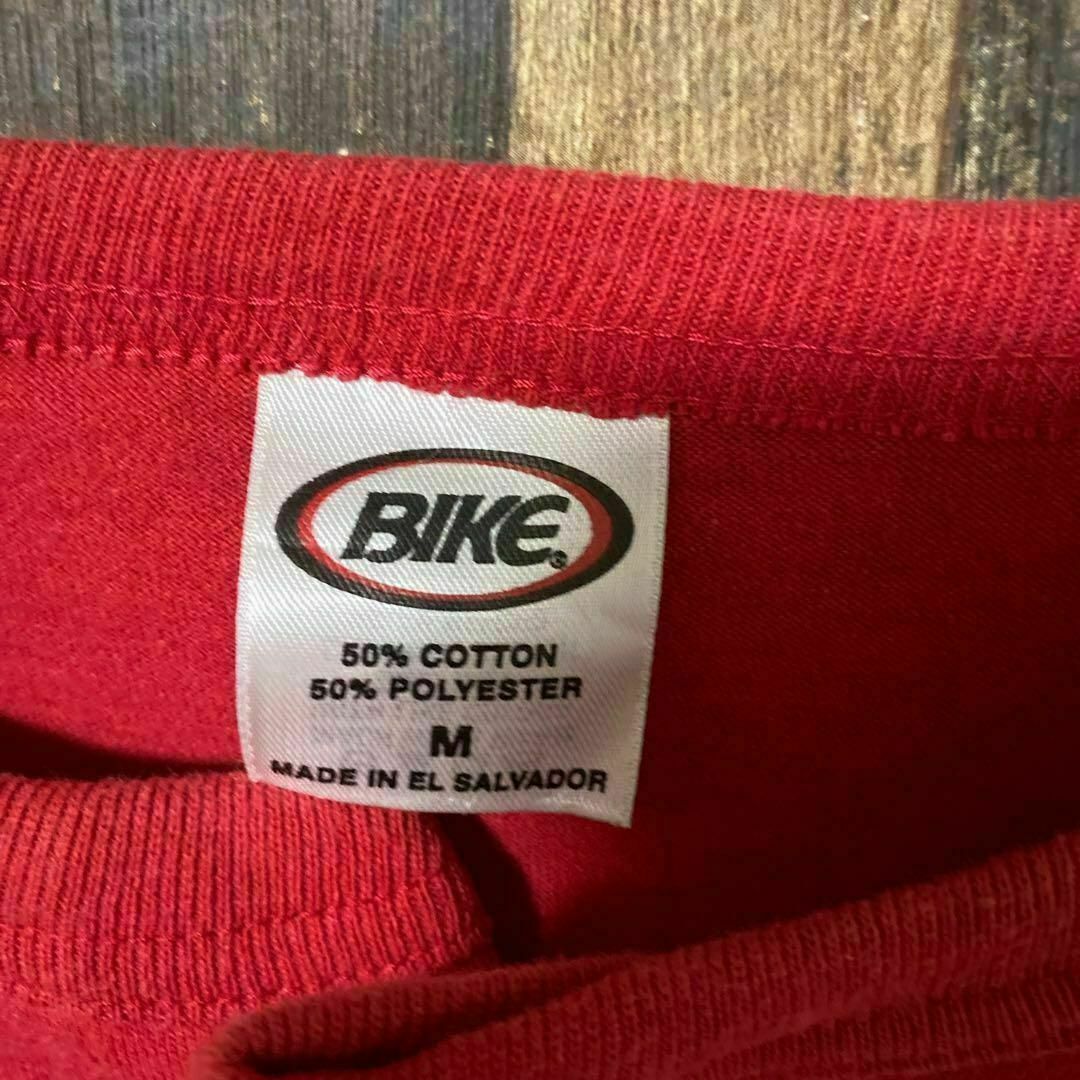 BIKE®
50% COTTON
50% POLYESTER
M
MADE IN EL SALVADOR